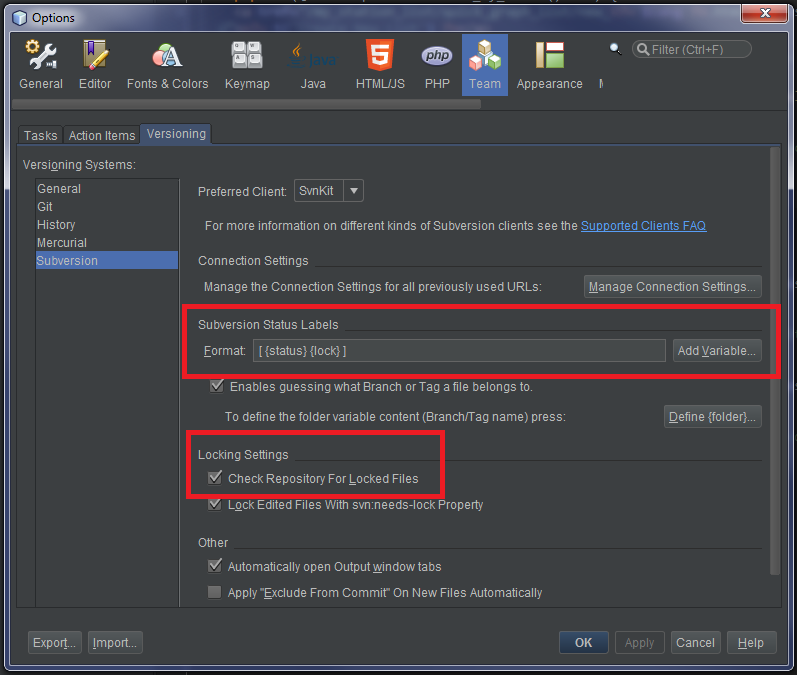 Options
General
Editor
Fonts & Colors
Keymap
Java
HTML/JS
PHP
Team
Appearance
Filter (Ctrl+F)
Tasks
Action Items
Versioning
Versioning Systems:
General
Git
History
Mercurial
Subversion
Preferred Client: SvnKit
For more information on different kinds of Subversion clients see the Supported Clients FAQ
Connection Settings
Manage the Connection Settings for all previously used URLs: Manage Connection Settings...
Subversion Status Labels
Format: [ {status} {lock} ] Add Variable...
Enables guessing what Branch or Tag a file belongs to.
To define the folder variable content (Branch/Tag name) press: Define {folder}...
Locking Settings
Check Repository For Locked Files
Lock Edited Files With svn:needs-lock Property
Other
Automatically open Output window tabs
Apply "Exclude From Commit" On New Files Automatically
Export... Import... OK Apply Cancel Help